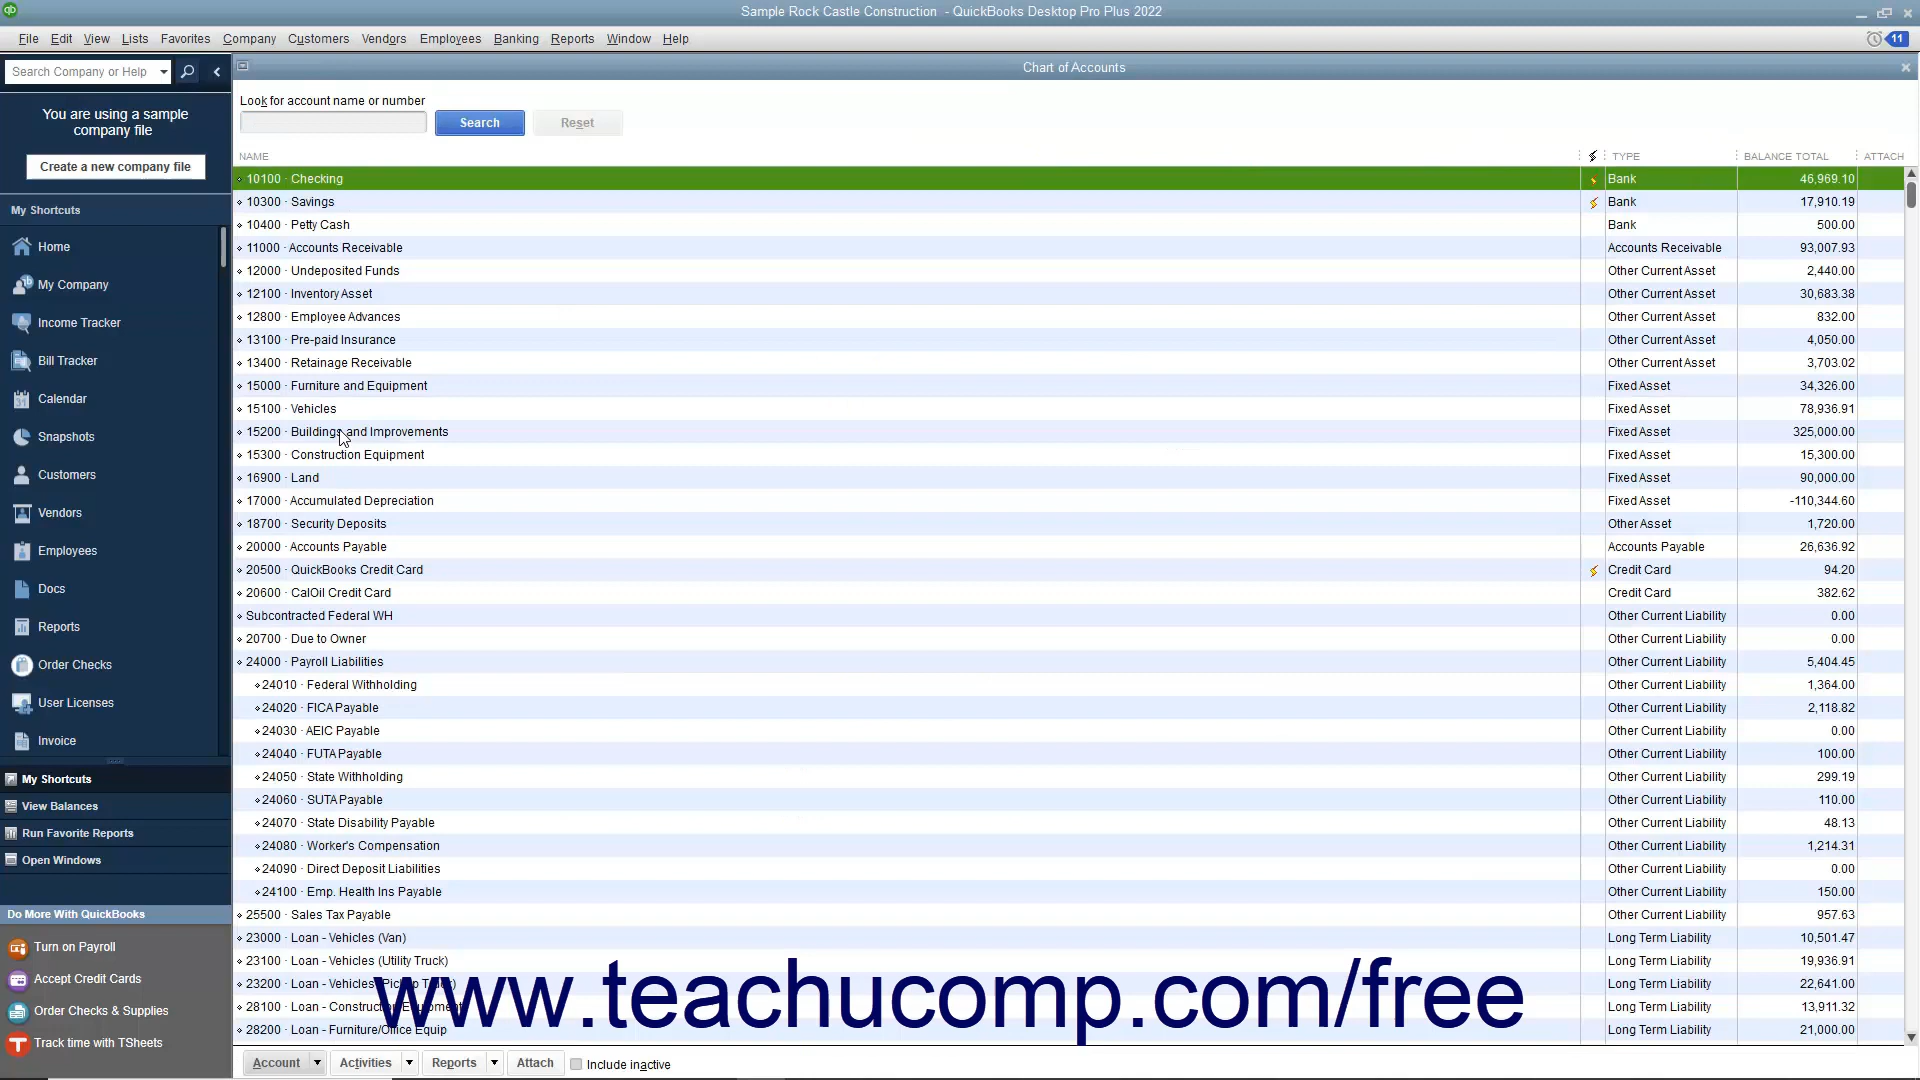 Sample Rock Castle Construction - QuickBooks Desktop Pro Plus 2022
File Edit View Lists Favorites Company Customers Vendors Employees Banking Reports Window Help
11
Search Company or Help
Chart of Accounts
You are using a sample
company file
Create a new company file
My Shortcuts
Home
My Company
Income Tracker
Bill Tracker
Calendar
Snapshots
Customers
Vendors
Employees
Docs
Reports
Order Checks
User Licenses
Invoice
My Shortcuts
View Balances
Run Favorite Reports
Open Windows
Do More With QuickBooks
Turn on Payroll
Accept Credit Cards
Order Checks & Supplies
Track time with TSheets
Look for account name or number
Search Reset
NAME TYPE BALANCE TOTAL ATTACH
10100 · Checking Bank 46,969.10
10300 · Savings Bank 17,910.19
10400 · Petty Cash Bank 500.00
11000 · Accounts Receivable Accounts Receivable 93,007.93
12000 · Undeposited Funds Other Current Asset 2,440.00
12100 · Inventory Asset Other Current Asset 30,683.38
12800 · Employee Advances Other Current Asset 832.00
13100 · Pre-paid Insurance Other Current Asset 4,050.00
13400 · Retainage Receivable Other Current Asset 3,703.02
15000 · Furniture and Equipment Fixed Asset 34,326.00
15100 · Vehicles Fixed Asset 78,936.91
15200 · Buildings and Improvements Fixed Asset 325,000.00
15300 · Construction Equipment Fixed Asset 15,300.00
16900 · Land Fixed Asset 90,000.00
17000 · Accumulated Depreciation Fixed Asset -110,344.60
18700 · Security Deposits Other Asset 1,720.00
20000 · Accounts Payable Accounts Payable 26,636.92
20500 · QuickBooks Credit Card Credit Card 94.20
20600 · CalOil Credit Card Credit Card 382.62
Subcontracted Federal WH Other Current Liability 0.00
20700 · Due to Owner Other Current Liability 0.00
24000 · Payroll Liabilities Other Current Liability 5,404.45
24010 · Federal Withholding Other Current Liability 1,364.00
24020 · FICA Payable Other Current Liability 2,118.82
24030 · AEIC Payable Other Current Liability 0.00
24040 · FUTA Payable Other Current Liability 100.00
24050 · State Withholding Other Current Liability 299.19
24060 · SUTA Payable Other Current Liability 110.00
24070 · State Disability Payable Other Current Liability 48.13
24080 · Worker's Compensation Other Current Liability 1,214.31
24090 · Direct Deposit Liabilities Other Current Liability 0.00
24100 · Emp. Health Ins Payable Other Current Liability 150.00
25500 · Sales Tax Payable Other Current Liability 957.63
23000 · Loan - Vehicles (Van) Long Term Liability 10,501.47
23100 · Loan - Vehicles (Utility Truck) Long Term Liability 19,936.91
23200 · Loan - Vehicles (Pickup Truck) Long Term Liability 22,641.00
28100 · Loan - Construction Equipment Long Term Liability 13,911.32
28200 · Loan - Furniture/Office Equip Long Term Liability 21,000.00
www.teachucomp.com/free
Account Activities Reports Attach Include inactive